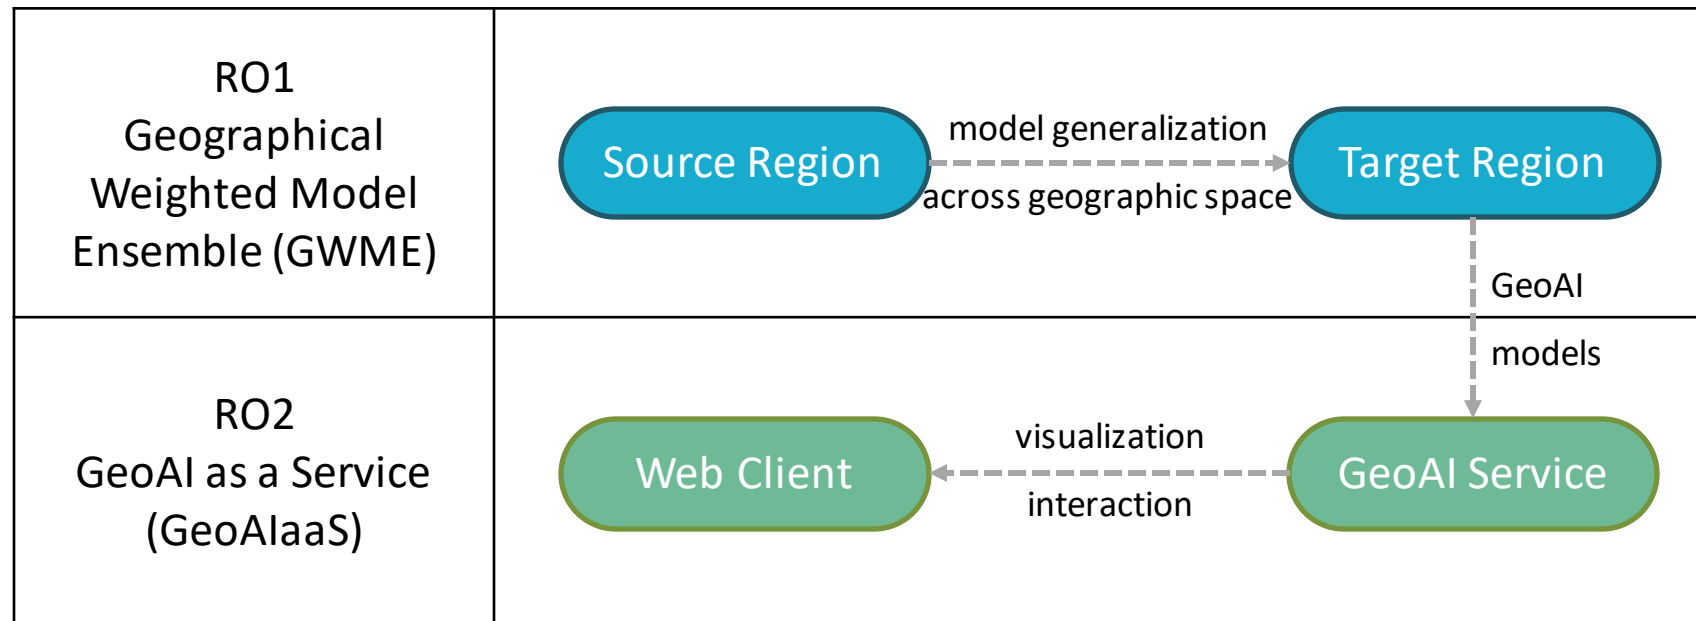 RO1
Geographical
Weighted Model
Ensemble (GWME)
Source Region
model generalization
across geographic space
Target Region
GeoAI
models
RO2
GeoAI as a Service
(GeoAIaaS)
Web Client
visualization
interaction
GeoAI Service